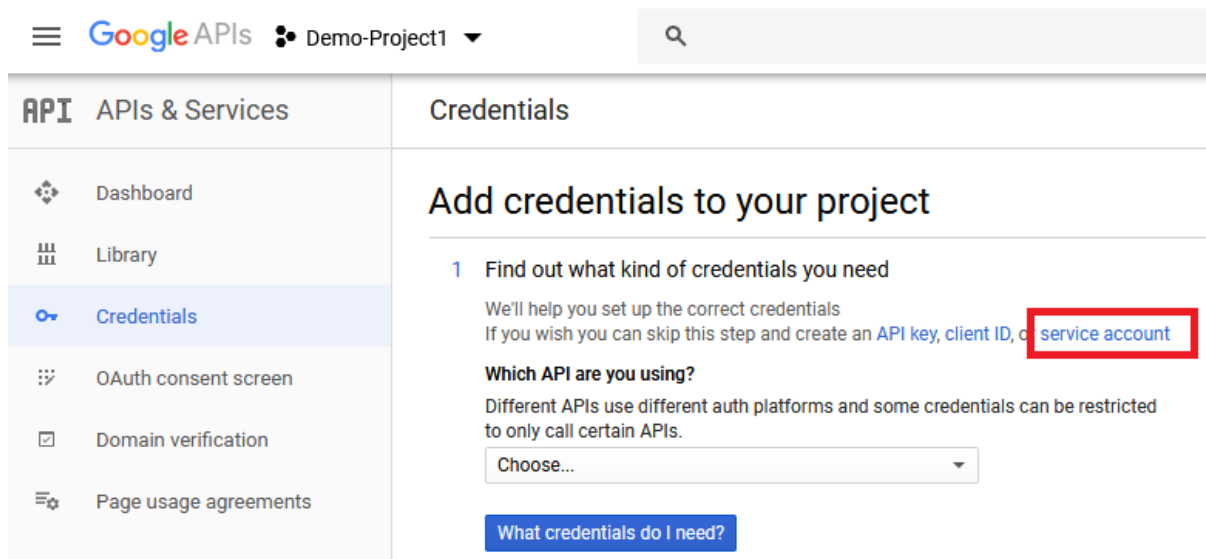 Google APIs Demo-Project1
API APIs & Services
Credentials
Dashboard
Library
Credentials
OAuth consent screen
Domain verification
Page usage agreements
Add credentials to your project
1 Find out what kind of credentials you need
We'll help you set up the correct credentials
If you wish you can skip this step and create an API key, client ID, or service account
Which API are you using?
Different APIs use different auth platforms and some credentials can be restricted
to only call certain APIs.
Choose...
What credentials do I need?